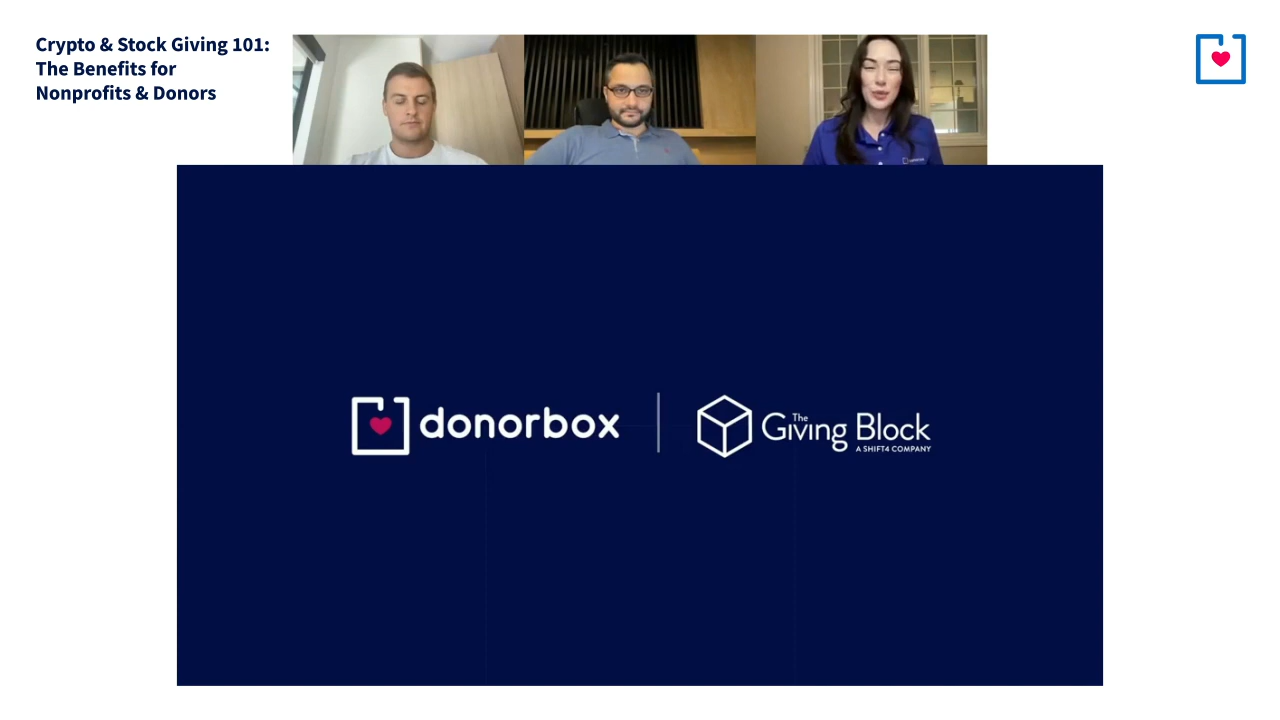 Crypto & Stock Giving 101:
The Benefits for
Nonprofits & Donors
donorbox
The
Giving Block
A SHIFT4 COMPANY